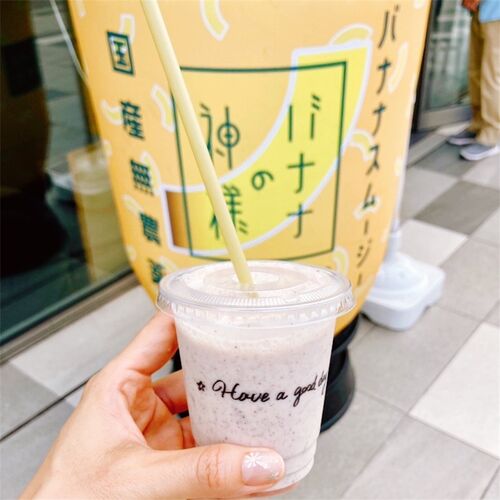 バナナスムージー
バナナの神様
国産無農薬
☆ Have a good day